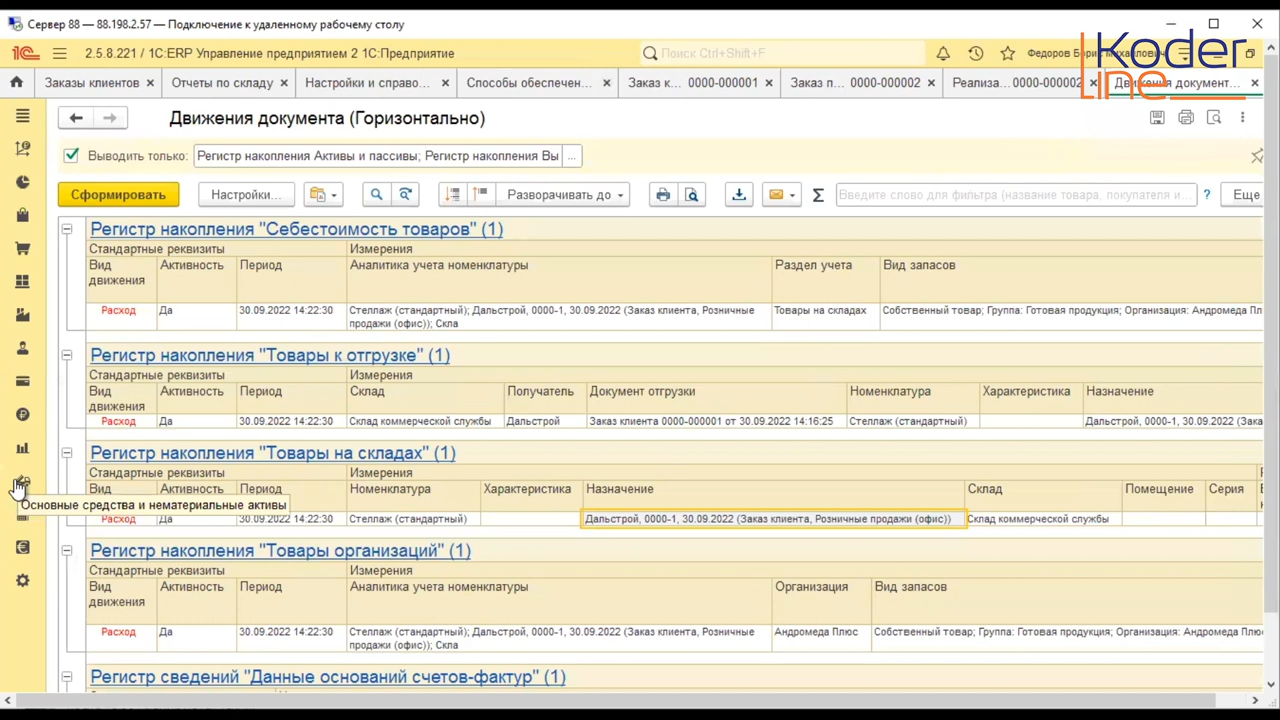 Сервер 88 — 88.198.2.57 — Подключение к удаленному рабочему столу
Koder
line
1С 2.5.8.221 / 1С:ERP Управление предприятием 2 1С:Предприятие Поиск Ctrl+Shift+F
Заказы клиентов × Отчеты по складу × Настройки и справ × Способы обеспечен... × Заказ к... 0000-000001 × Заказ п... 0000-000002 × Реализа... 0000-000002 × Движения документ... ×
Движения документа (Горизонтально)
Выводить только: Регистр накопления Активы и пассивы; Регистр накопления Вы ...
Сформировать Настройки... Разворачивать до Σ Введите слово для фильтра (название товара, покупателя и ... ? Еще
Регистр накопления "Себестоимость товаров" (1)
Стандартные реквизиты Измерения
Вид движения Активность Период Аналитика учета номенклатуры Раздел учета Вид запасов
Расход Да 30.09.2022 14:22:30 Стеллаж (стандартный); Дальстрой, 0000-1, 30.09.2022 (Заказ клиента, Розничные Товары на складах Собственный товар; Группа: Готовая продукция; Организация: Андромеда Пл
продажи (офис)); Скла
Регистр накопления "Товары к отгрузке" (1)
Стандартные реквизиты Измерения
Вид движения Активность Период Склад Получатель Документ отгрузки Номенклатура Характеристика Назначение
Расход Да 30.09.2022 14:22:30 Склад коммерческой службы Дальстрой Заказ клиента 0000-000001 от 30.09.2022 14:16:25 Стеллаж (стандартный) Дальстрой, 0000-1, 30.09.2022 (Зака
Регистр накопления "Товары на складах" (1)
Стандартные реквизиты Измерения
Вид Активность Период Номенклатура Характеристика Назначение Склад Помещение Серия
Основные средства и нематериальные активы
Расход Да 30.09.2022 14:22:30 Стеллаж (стандартный) Дальстрой, 0000-1, 30.09.2022 (Заказ клиента, Розничные продажи (офис)) Склад коммерческой службы
Регистр накопления "Товары организаций" (1)
Стандартные реквизиты Измерения
Вид движения Активность Период Аналитика учета номенклатуры Организация Вид запасов
Расход Да 30.09.2022 14:22:30 Стеллаж (стандартный); Дальстрой, 0000-1, 30.09.2022 (Заказ клиента, Розничные Андромеда Плюс Собственный товар; Группа: Готовая продукция; Организация: Андромеда Плюс
продажи (офис)); Скла
Регистр сведений "Данные оснований счетов-фактур" (1)